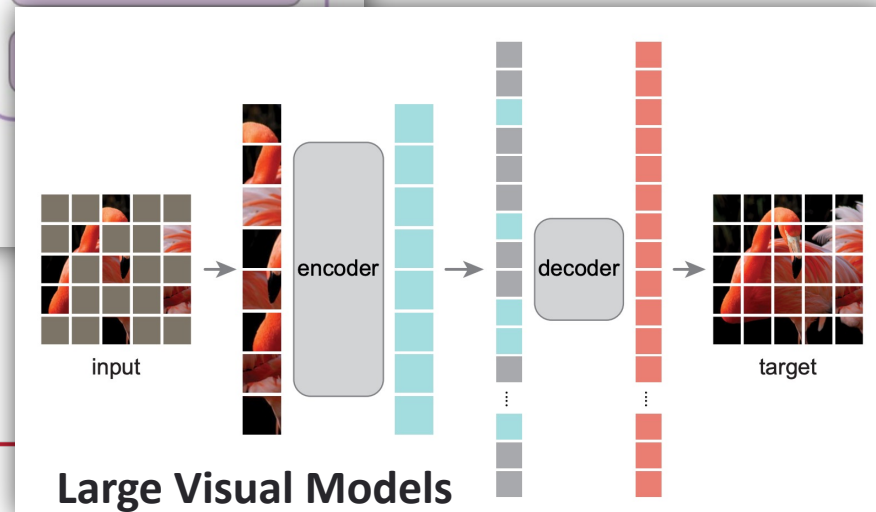 encoder
decoder
input
target
Large Visual Models